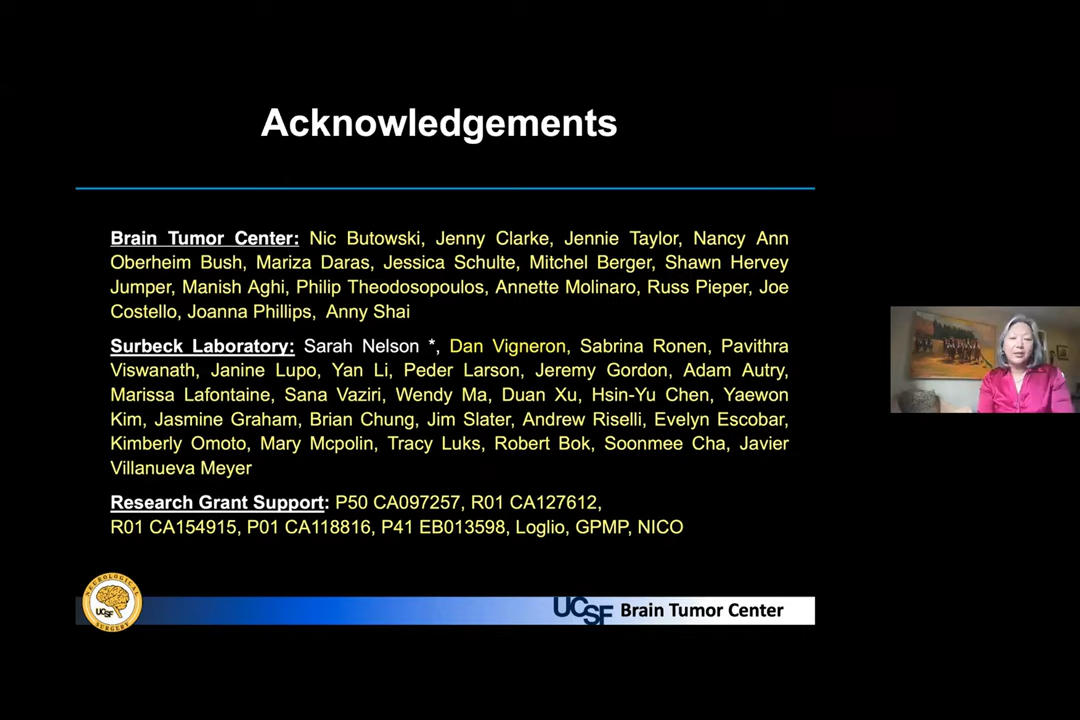 Acknowledgements
Brain Tumor Center: Nic Butowski, Jenny Clarke, Jennie Taylor, Nancy Ann
Oberheim Bush, Mariza Daras, Jessica Schulte, Mitchel Berger, Shawn Hervey
Jumper, Manish Aghi, Philip Theodosopoulos, Annette Molinaro, Russ Pieper, Joe
Costello, Joanna Phillips, Anny Shai
Surbeck Laboratory: Sarah Nelson *, Dan Vigneron, Sabrina Ronen, Pavithra
Viswanath, Janine Lupo, Yan Li, Peder Larson, Jeremy Gordon, Adam Autry,
Marissa Lafontaine, Sana Vaziri, Wendy Ma, Duan Xu, Hsin-Yu Chen, Yaewon
Kim, Jasmine Graham, Brian Chung, Jim Slater, Andrew Riselli, Evelyn Escobar,
Kimberly Omoto, Mary Mcpolin, Tracy Luks, Robert Bok, Soonmee Cha, Javier
Villanueva Meyer
Research Grant Support: P50 CA097257, R01 CA127612,
R01 CA154915, P01 CA118816, P41 EB013598, Loglio, GPMP, NICO
NEUROLOGICAL
UCSF
SURGERY
UCSF Brain Tumor Center